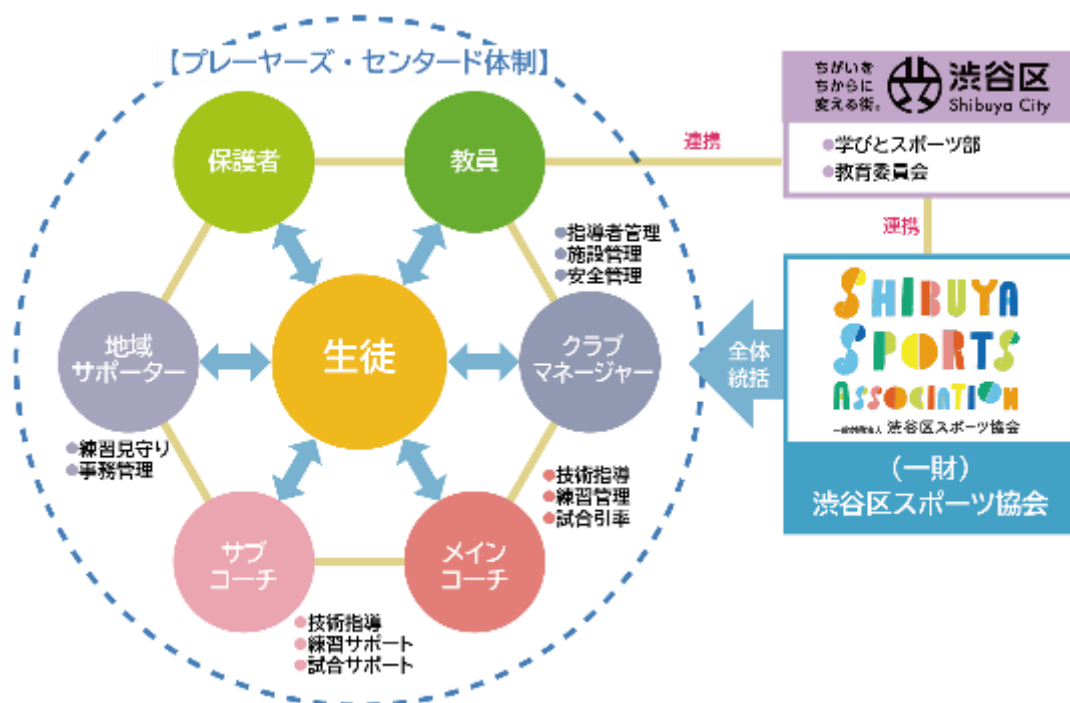 【プレーヤーズ・センタード体制】
保護者
教員
連携
ちがいを
ちからに
変える街。
渋谷区
Shibuya City
●学びとスポーツ部
●教育委員会
連携
●指導者管理
●施設管理
●安全管理
地域
サポーター
生徒
クラブ
マネージャー
全体
統括
SHIBUYA
SPORTS
ASSOCIATION
一般財団法人 渋谷区スポーツ協会
(一財)
渋谷区スポーツ協会
●練習見守り
●事務管理
●技術指導
●練習管理
●試合引率
サブ
コーチ
メイン
コーチ
●技術指導
●練習サポート
●試合サポート